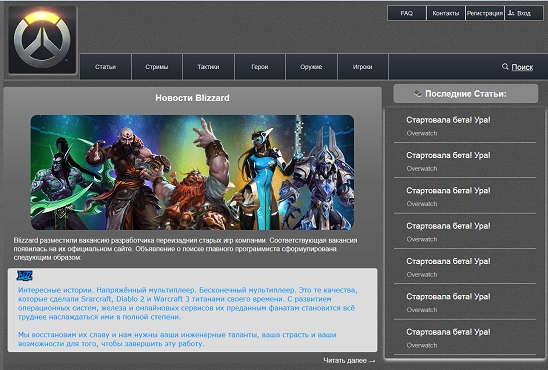 FAQ
Контакты
Регистрация
Вход
Статьи
Стримы
Тактики
Герои
Оружие
Игроки
Поиск
Новости Blizzard
Blizzard разместили вакансию разработчика переиздания старых игр компании. Соответствующая вакансия
появилась на их официальном сайте. Объявление о поиске главного программиста сформулирована
следующим образом:
Интересные истории. Напряжённый мультиплеер. Бесконечный мультиплеер. Это те качества,
которые сделали Srarcraft, Diablo 2 и Warcraft 3 титанами своего времени. С развитием
операционных систем, железа и онлайновых сервисов их преданным фанатам становится всё
труднее наслаждаться ими в полной степени.
Мы восстановим их славу и нам нужны ваши инженерные таланты, ваша страсть и ваши
возможности для того, чтобы завершить эту работу.
Читать далее →
Последние Статьи:
Стартовала бета! Ура!
Overwatch
Стартовала бета! Ура!
Overwatch
Стартовала бета! Ура!
Overwatch
Стартовала бета! Ура!
Overwatch
Стартовала бета! Ура!
Overwatch
Стартовала бета! Ура!
Overwatch
Стартовала бета! Ура!
Overwatch